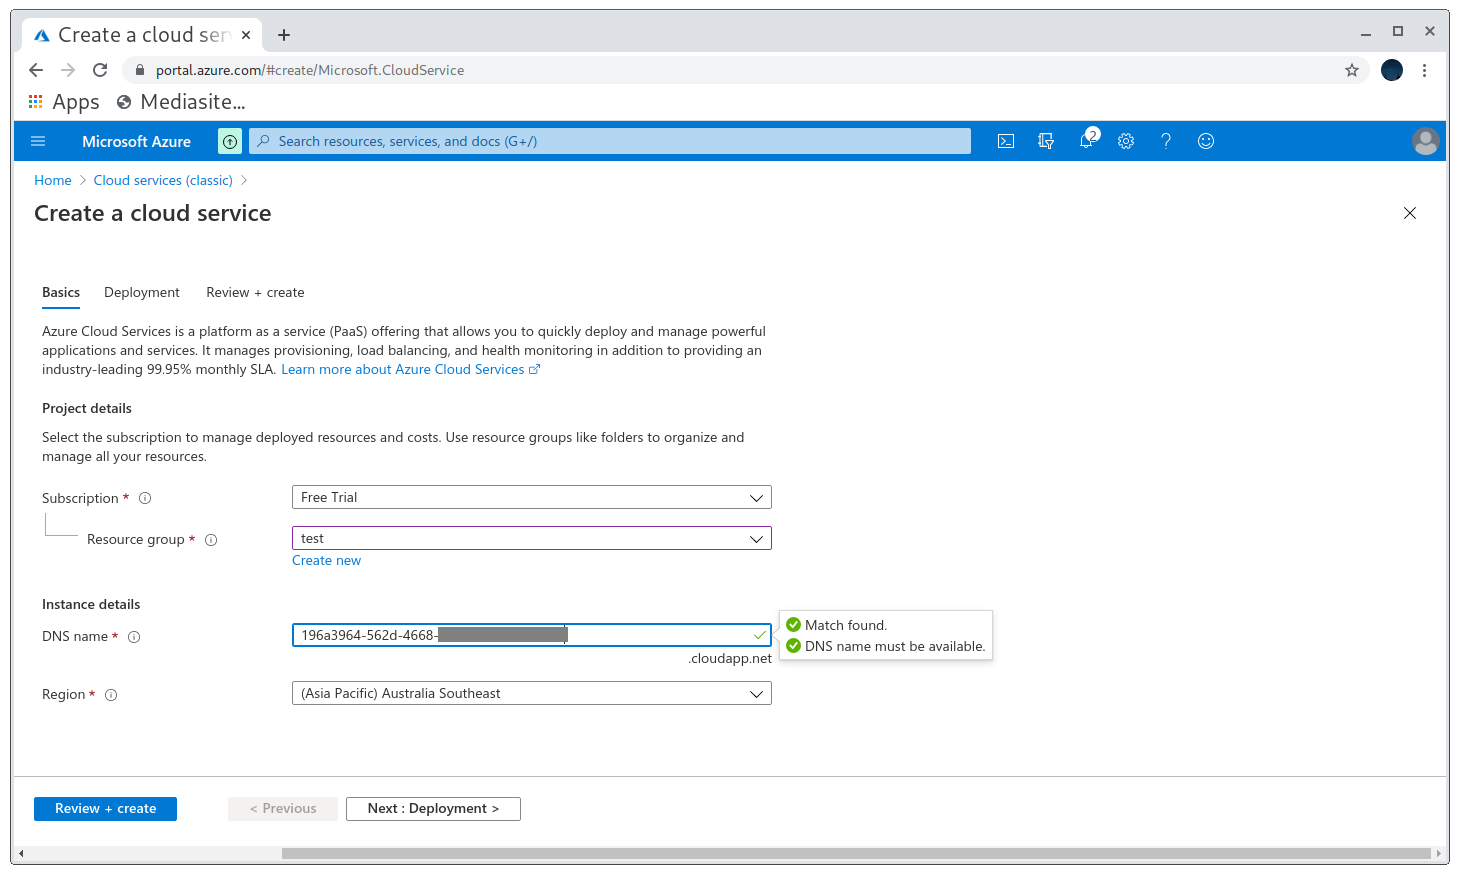 Create a cloud ser
portal.azure.com/#create/Microsoft.CloudService
Apps Mediasite...
Microsoft Azure Search resources, services, and docs (G+/) 2
Home > Cloud services (classic) >
Create a cloud service
Basics Deployment Review + create
Azure Cloud Services is a platform as a service (PaaS) offering that allows you to quickly deploy and manage powerful
applications and services. It manages provisioning, load balancing, and health monitoring in addition to providing an
industry-leading 99.95% monthly SLA. Learn more about Azure Cloud Services
Project details
Select the subscription to manage deployed resources and costs. Use resource groups like folders to organize and
manage all your resources.
Subscription * Free Trial
Resource group * test
Create new
Instance details
DNS name * 196a3964-562d-4668-
Match found.
DNS name must be available.
.cloudapp.net
Region * (Asia Pacific) Australia Southeast
Review + create < Previous Next : Deployment >